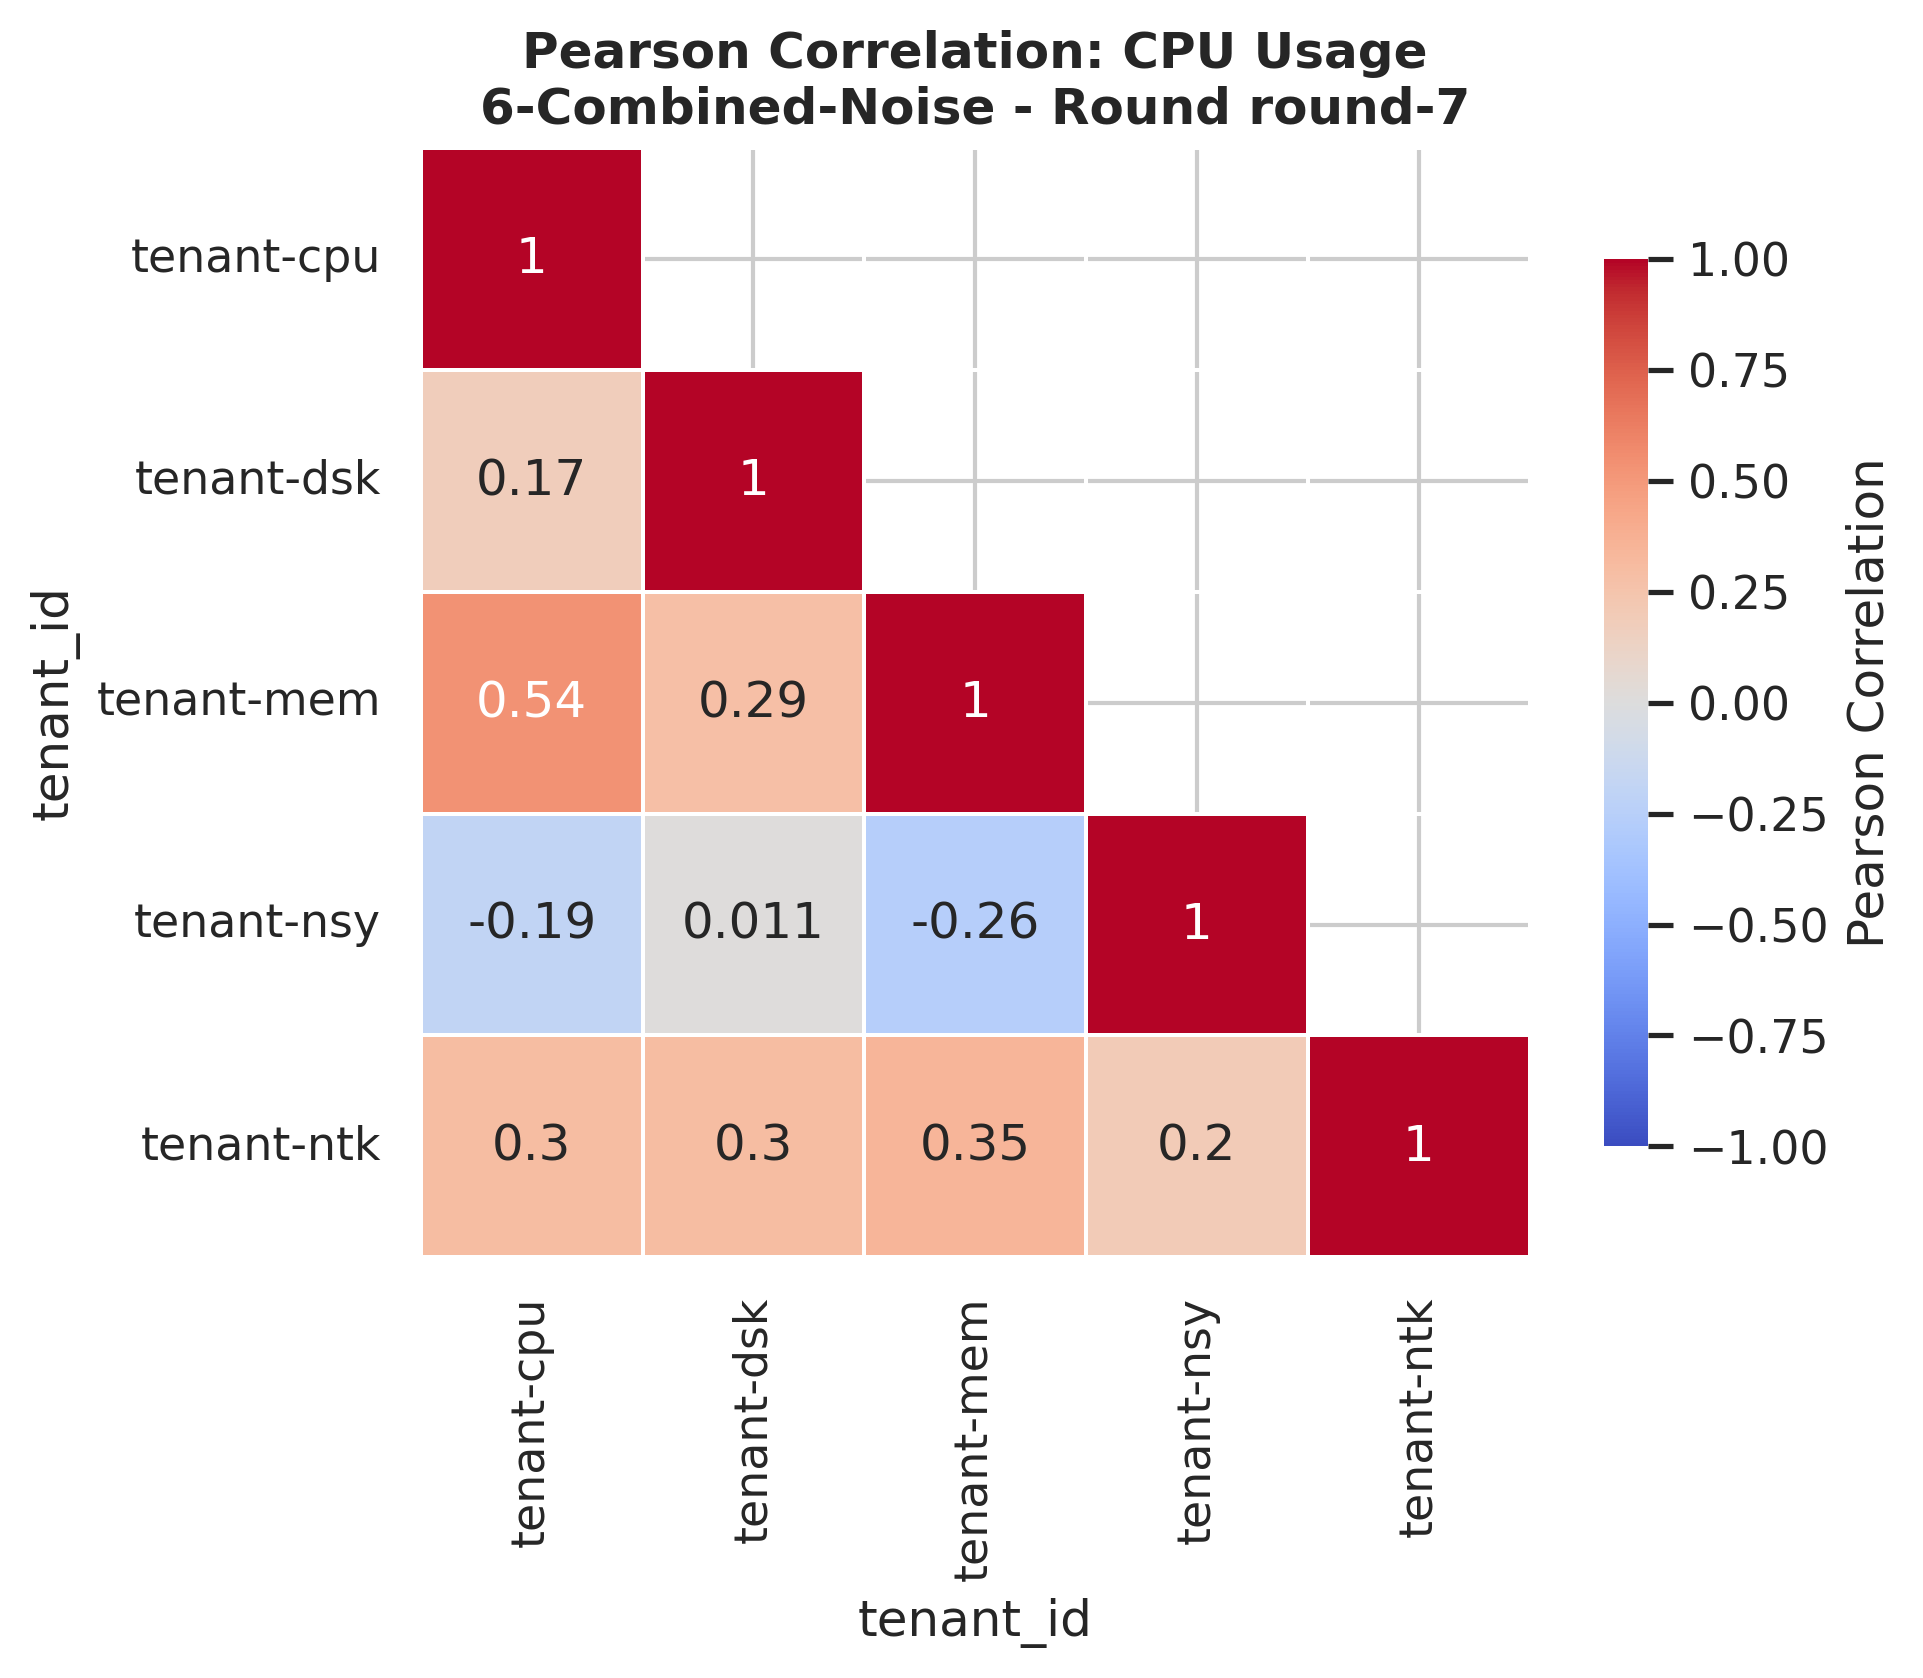 Pearson Correlation: CPU Usage
6-Combined-Noise - Round round-7
tenant_id
tenant-cpu
1
tenant-dsk
0.17 1
tenant-mem
0.54 0.29 1
tenant-nsy
-0.19 0.011 -0.26 1
tenant-ntk
0.3 0.3 0.35 0.2 1
tenant-cpu
tenant-dsk
tenant-mem
tenant-nsy
tenant-ntk
tenant_id
1.00
0.75
0.50
0.25
0.00
−0.25
−0.50
−0.75
−1.00
Pearson Correlation